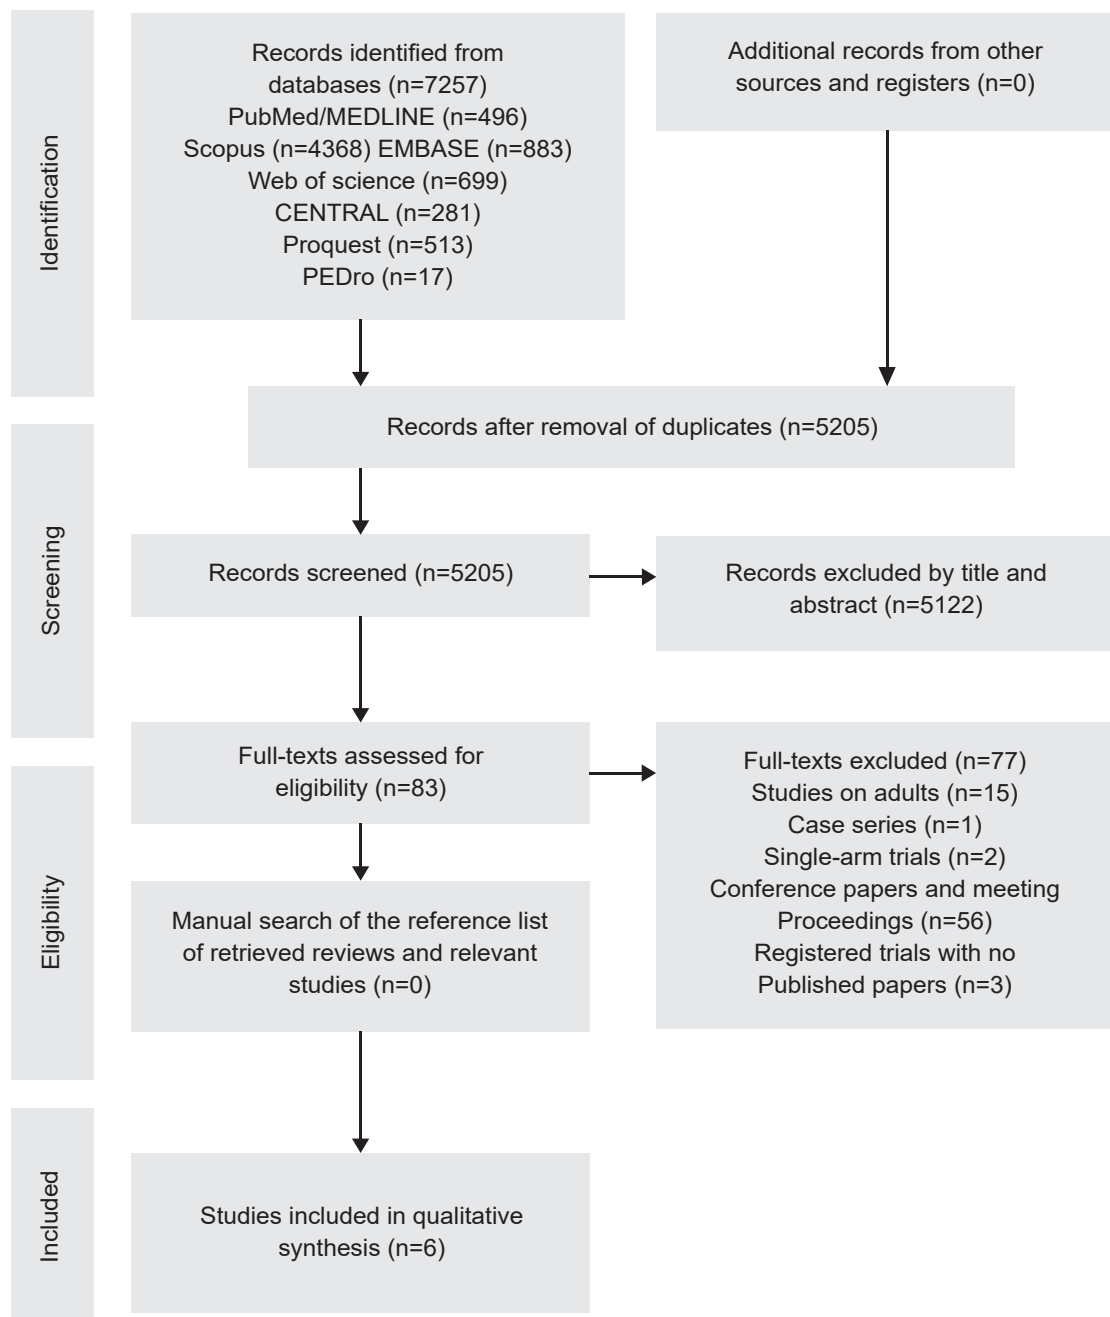 Identification
Records identified from
databases (n=7257)
PubMed/MEDLINE (n=496)
Scopus (n=4368) EMBASE (n=883)
Web of science (n=699)
CENTRAL (n=281)
Proquest (n=513)
PEDro (n=17)
Additional records from other
sources and registers (n=0)
Records after removal of duplicates (n=5205)
Screening
Records screened (n=5205)
Records excluded by title and
abstract (n=5122)
Full-texts assessed for
eligibility (n=83)
Full-texts excluded (n=77)
Studies on adults (n=15)
Case series (n=1)
Single-arm trials (n=2)
Conference papers and meeting
Proceedings (n=56)
Registered trials with no
Published papers (n=3)
Eligibility
Manual search of the reference list
of retrieved reviews and relevant
studies (n=0)
Included
Studies included in qualitative
synthesis (n=6)